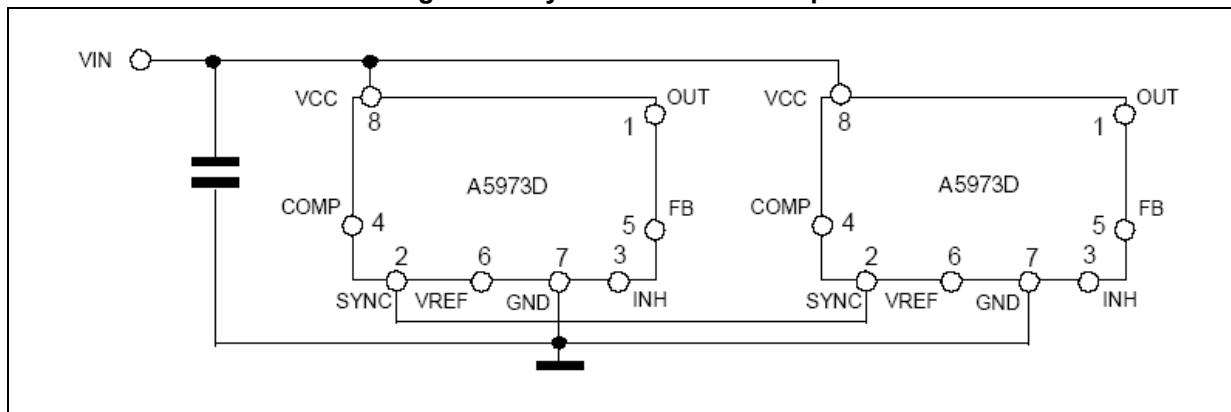 VIN
VCC
8
OUT
1
A5973D
COMP
4
FB
5
2
6
7
3
SYNC
VREF
GND
INH
VCC
8
OUT
1
A5973D
COMP
4
FB
5
2
6
7
3
SYNC
VREF
GND
INH